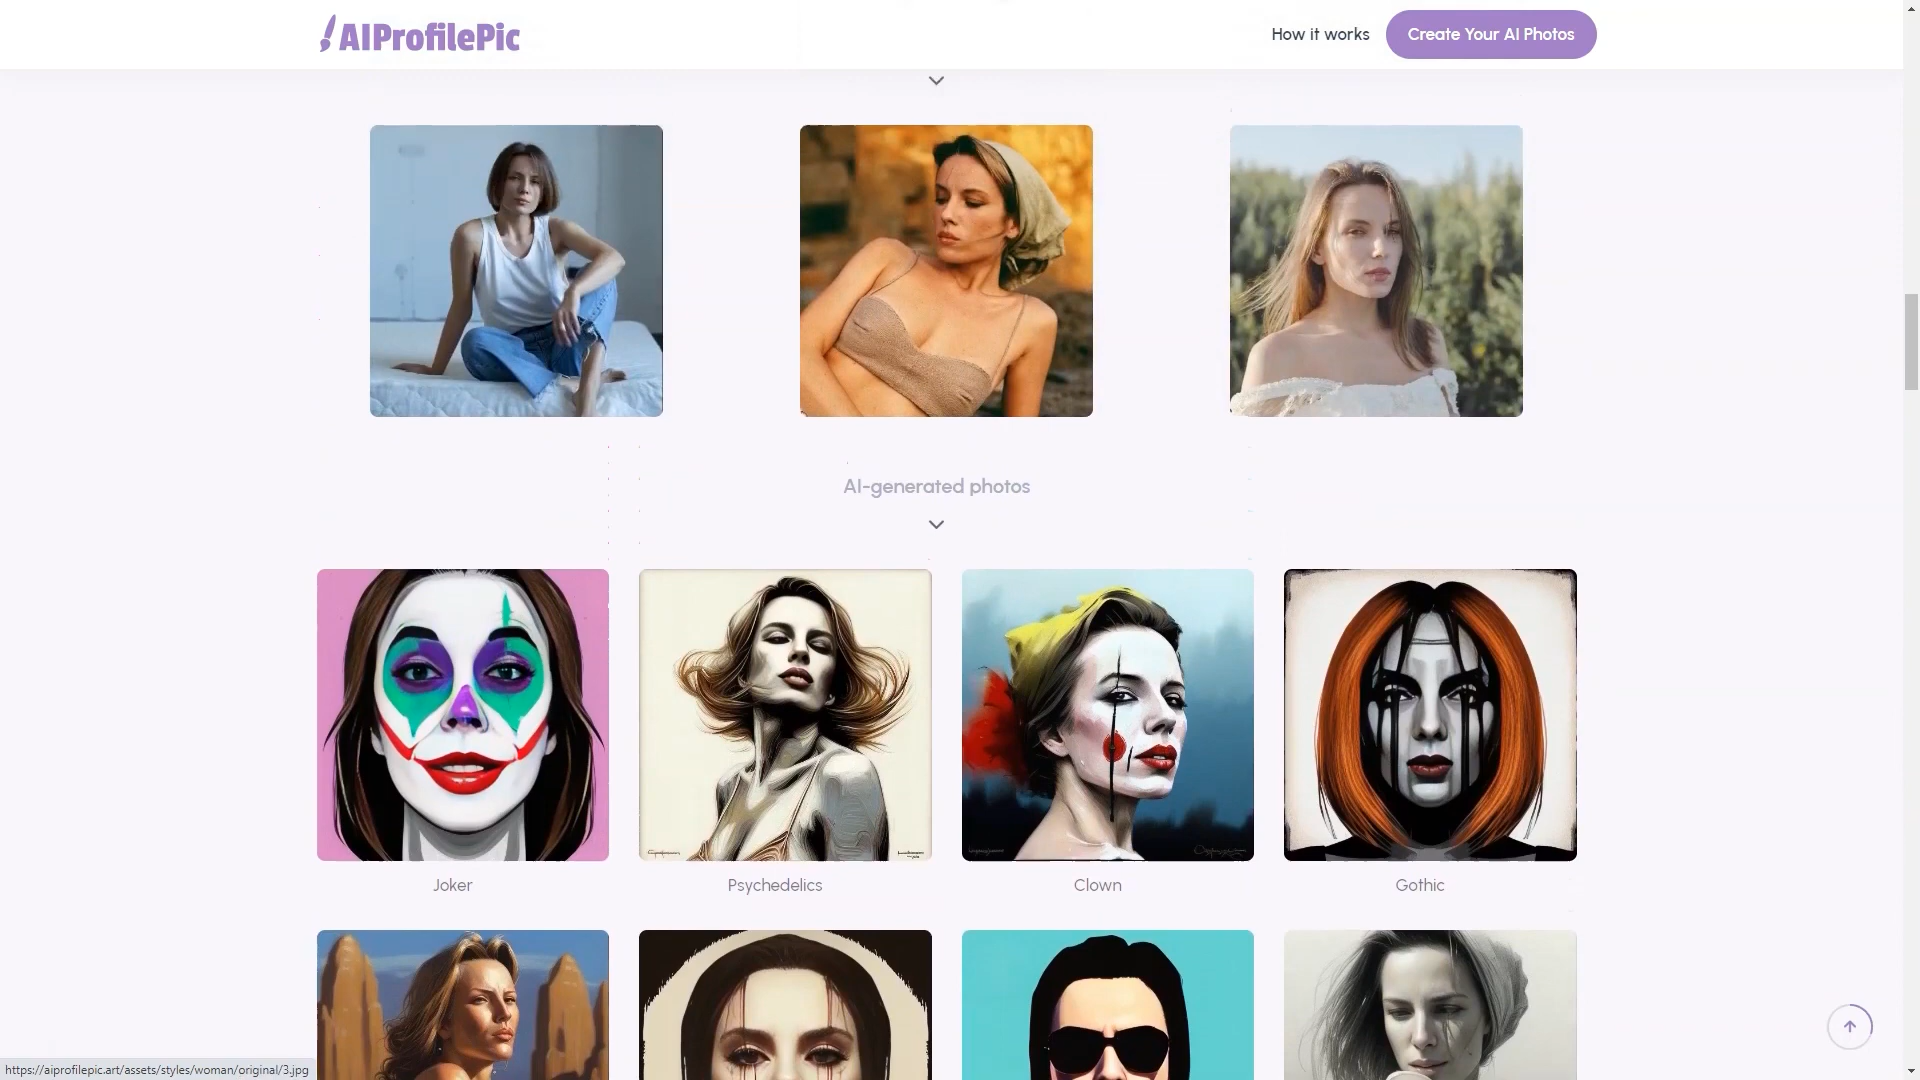 AIProfilePic
How it works
Create Your AI Photos
AI-generated photos
Joker
Psychedelics
Clown
Gothic
https://aiprofilepic.art/assets/styles/woman/original/3.jpg